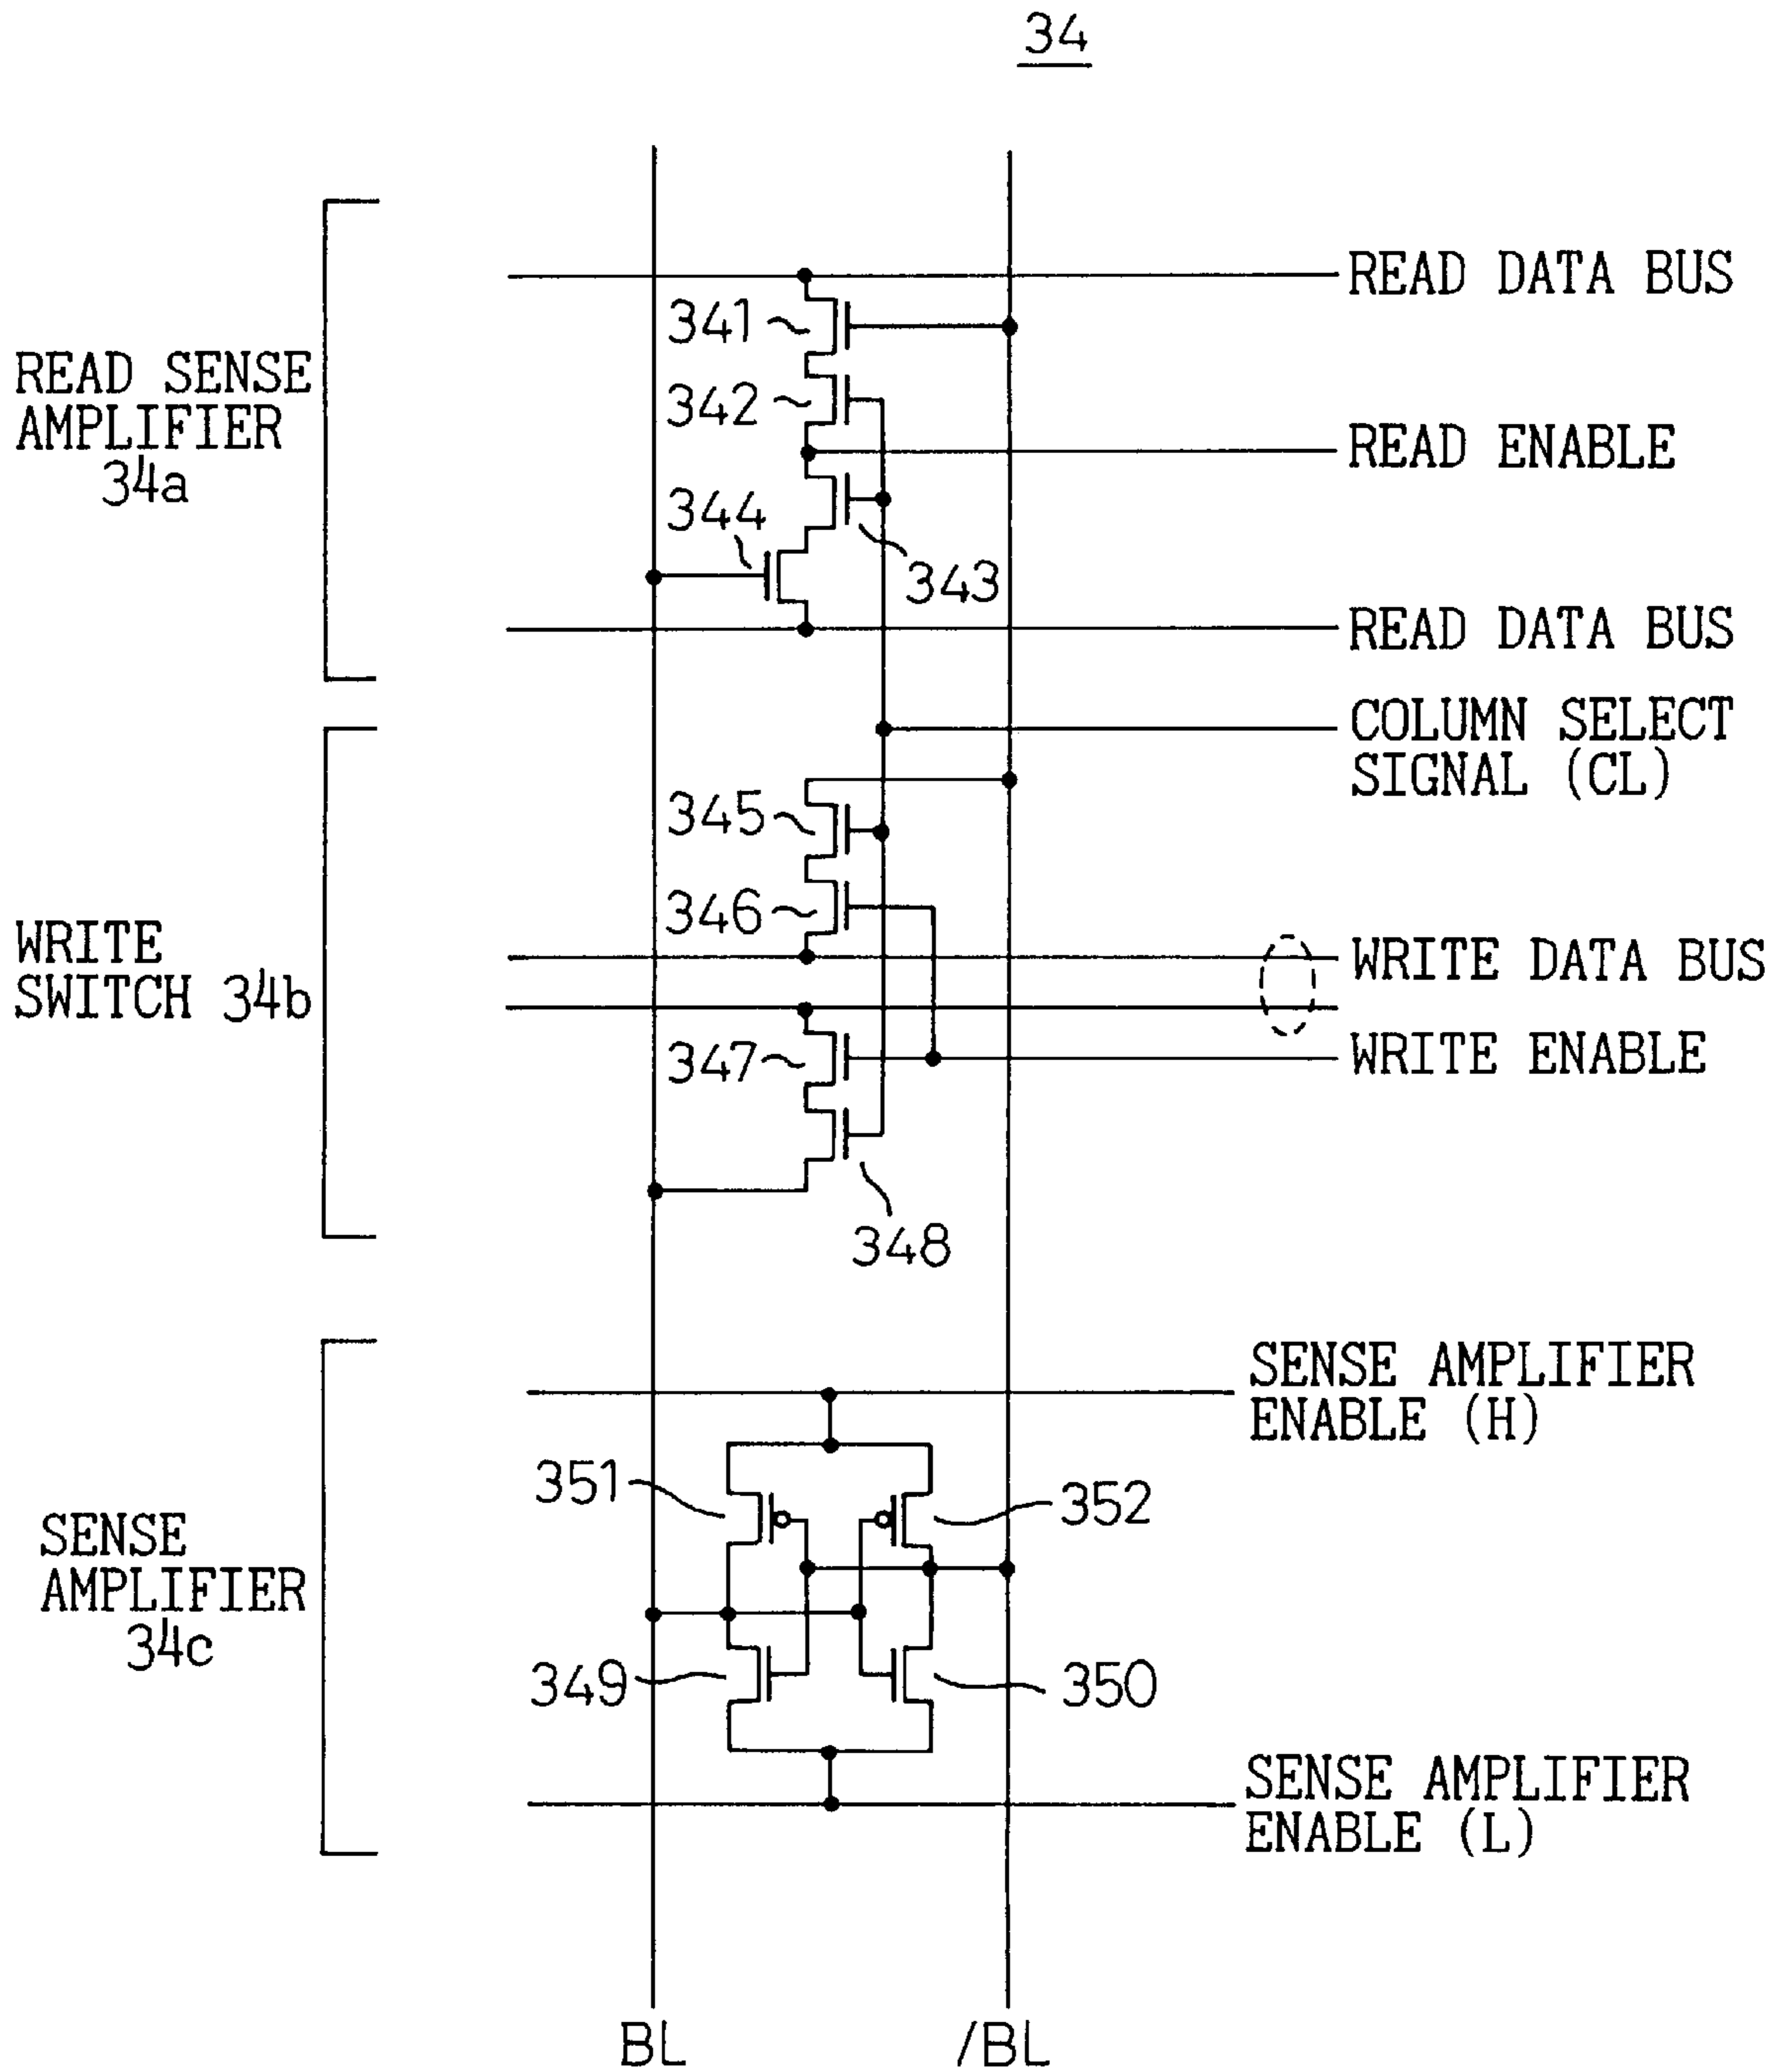 34
READ DATA BUS
341
READ SENSE
AMPLIFIER
34a
342
READ ENABLE
344
343
READ DATA BUS
COLUMN SELECT
SIGNAL (CL)
345
346
WRITE
SWITCH 34b
WRITE DATA BUS
347
WRITE ENABLE
348
SENSE AMPLIFIER
ENABLE (H)
351
352
SENSE
AMPLIFIER
34c
349
350
SENSE AMPLIFIER
ENABLE (L)
BL
/BL